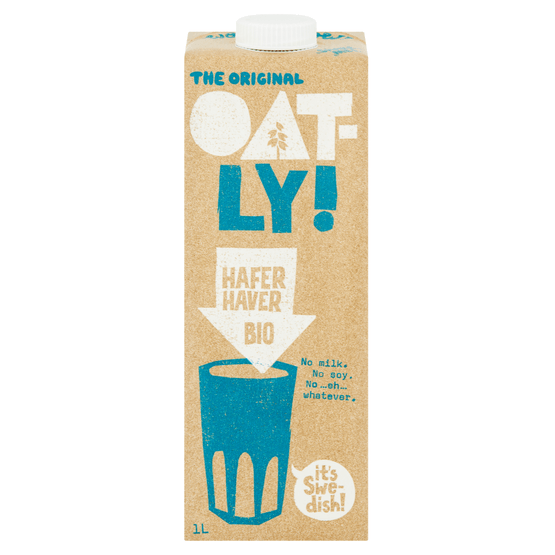 THE ORIGINAL
OAT-
LY!
HAFER
HAVER
BIO
No milk.
No soy.
No …eh…
whatever.
it's
Swe-
dish!
1L